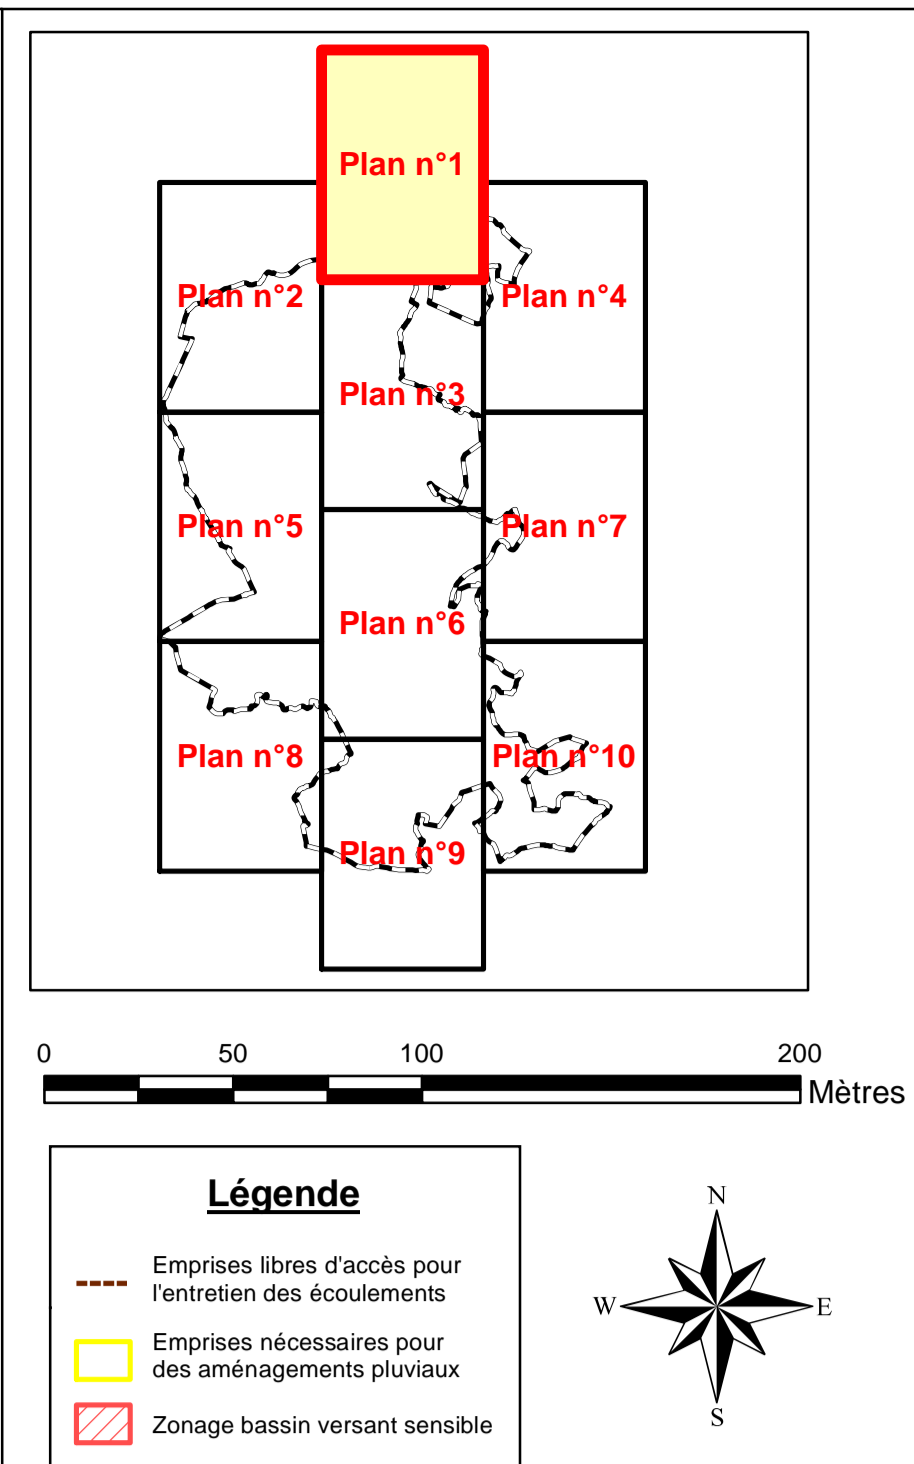 Plan n°1
Plan n°2
Plan n°4
Plan n°3
Plan n°5
Plan n°7
Plan n°6
Plan n°8
Plan n°10
Plan n°9
0 50 100 200
Mètres
Légende
Emprises libres d'accès pour
l'entretien des écoulements
Emprises nécessaires pour
des aménagements pluviaux
Zonage bassin versant sensible
N
W E
S